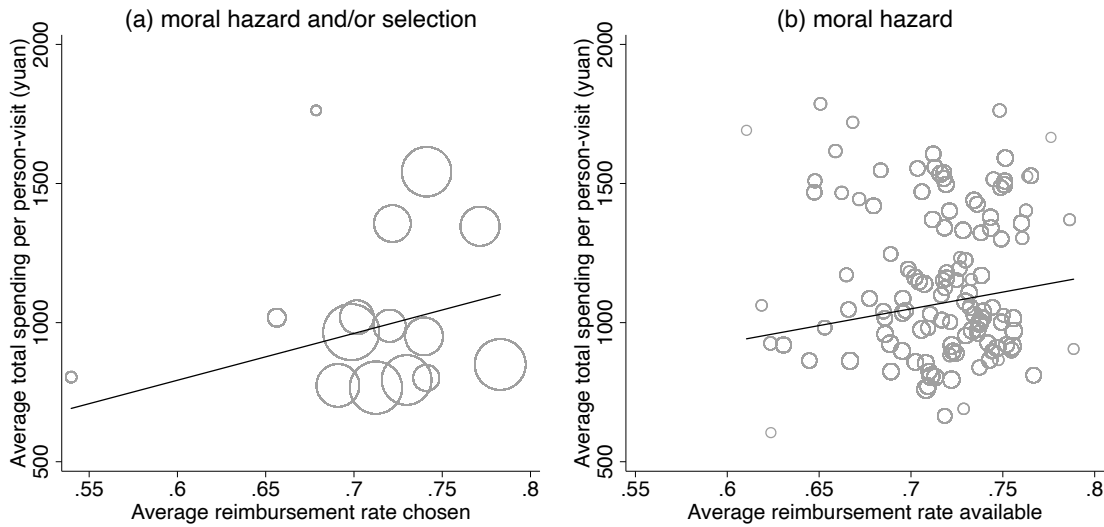 (a) moral hazard and/or selection
Average total spending per person-visit (yuan)
2000
1500
1000
500
.55 .6 .65 .7 .75 .8
Average reimbursement rate chosen
(b) moral hazard
Average total spending per person-visit (yuan)
2000
1500
1000
500
.55 .6 .65 .7 .75 .8
Average reimbursement rate available